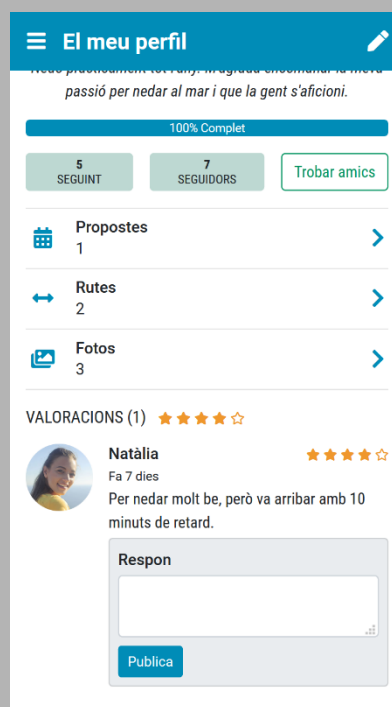 El meu perfil
passió per nedar al mar i que la gent s'aficioni.
100% Complet
5
SEGUINT
7
SEGUIDORS
Trobar amics
Propostes
1
Rutes
2
Fotos
3
VALORACIONS (1)
Natàlia
Fa 7 dies
Per nedar molt be, però va arribar amb 10
minuts de retard.
Respon
Publica